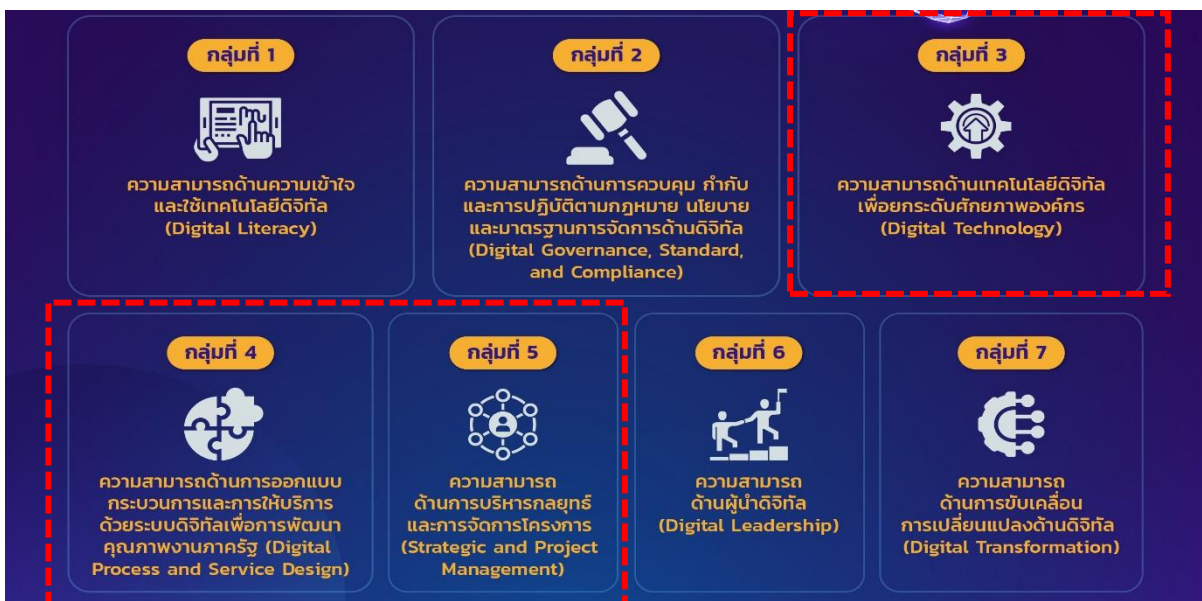 กลุ่มที่ 1
ความสามารถด้านความเข้าใจ
และใช้เทคโนโลยีดิจิทัล
(Digital Literacy)
กลุ่มที่ 2
ความสามารถด้านการควบคุม กำกับ
และการปฏิบัติตามกฎหมาย นโยบาย
และมาตรฐานการจัดการด้านดิจิทัล
(Digital Governance, Standard,
and Compliance)
กลุ่มที่ 3
ความสามารถด้านเทคโนโลยีดิจิทัล
เพื่อยกระดับศักยภาพองค์กร
(Digital Technology)
กลุ่มที่ 4
ความสามารถด้านการออกแบบ
กระบวนการและการให้บริการ
ด้วยระบบดิจิทัลเพื่อการพัฒนา
คุณภาพงานภาครัฐ (Digital
Process and Service Design)
กลุ่มที่ 5
ความสามารถ
ด้านการบริหารกลยุทธ์
และการจัดการโครงการ
(Strategic and Project
Management)
กลุ่มที่ 6
ความสามารถ
ด้านผู้นำดิจิทัล
(Digital Leadership)
กลุ่มที่ 7
ความสามารถ
ด้านการขับเคลื่อน
การเปลี่ยนแปลงด้านดิจิทัล
(Digital Transformation)